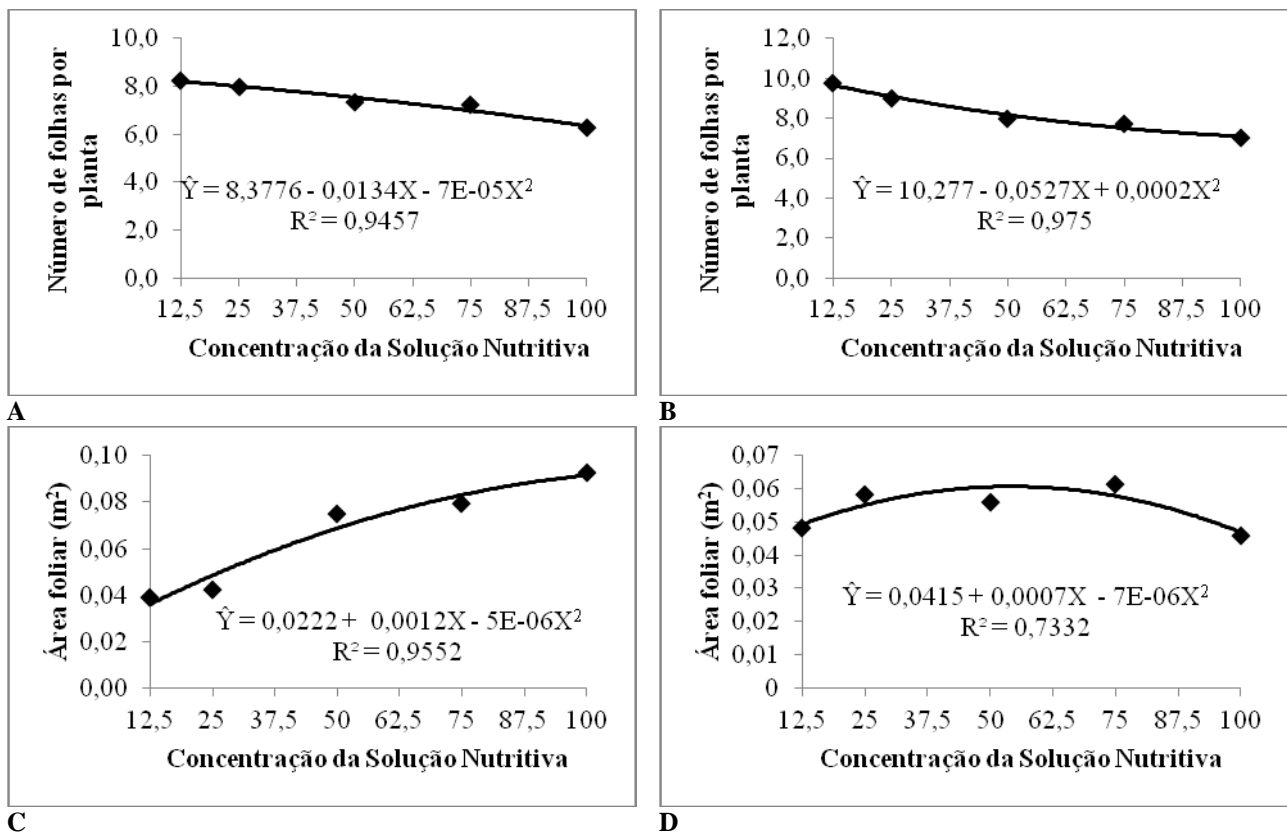 Número de folhas por
planta
10,0
8,0
6,0
4,0
2,0
0,0
Ŷ = 8,3776 - 0,0134X - 7E-05X²
R² = 0,9457
12,5 25 37,5 50 62,5 75 87,5 100
Concentração da Solução Nutritiva
A
Número de folhas por
planta
12,0
10,0
8,0
6,0
4,0
2,0
0,0
Ŷ = 10,277 - 0,0527X + 0,0002X²
R² = 0,975
12,5 25 37,5 50 62,5 75 87,5 100
Concentração da Solução Nutritiva
B
Área foliar (m²)
0,10
0,08
0,06
0,04
0,02
0,00
Ŷ = 0,0222 + 0,0012X - 5E-06X²
R² = 0,9552
12,5 25 37,5 50 62,5 75 87,5 100
Concentração da Solução Nutritiva
C
Área foliar (m²)
0,07
0,06
0,05
0,04
0,03
0,02
0,01
0
Ŷ = 0,0415 + 0,0007X - 7E-06X²
R² = 0,7332
12,5 25 37,5 50 62,5 75 87,5 100
Concentração da Solução Nutritiva
D